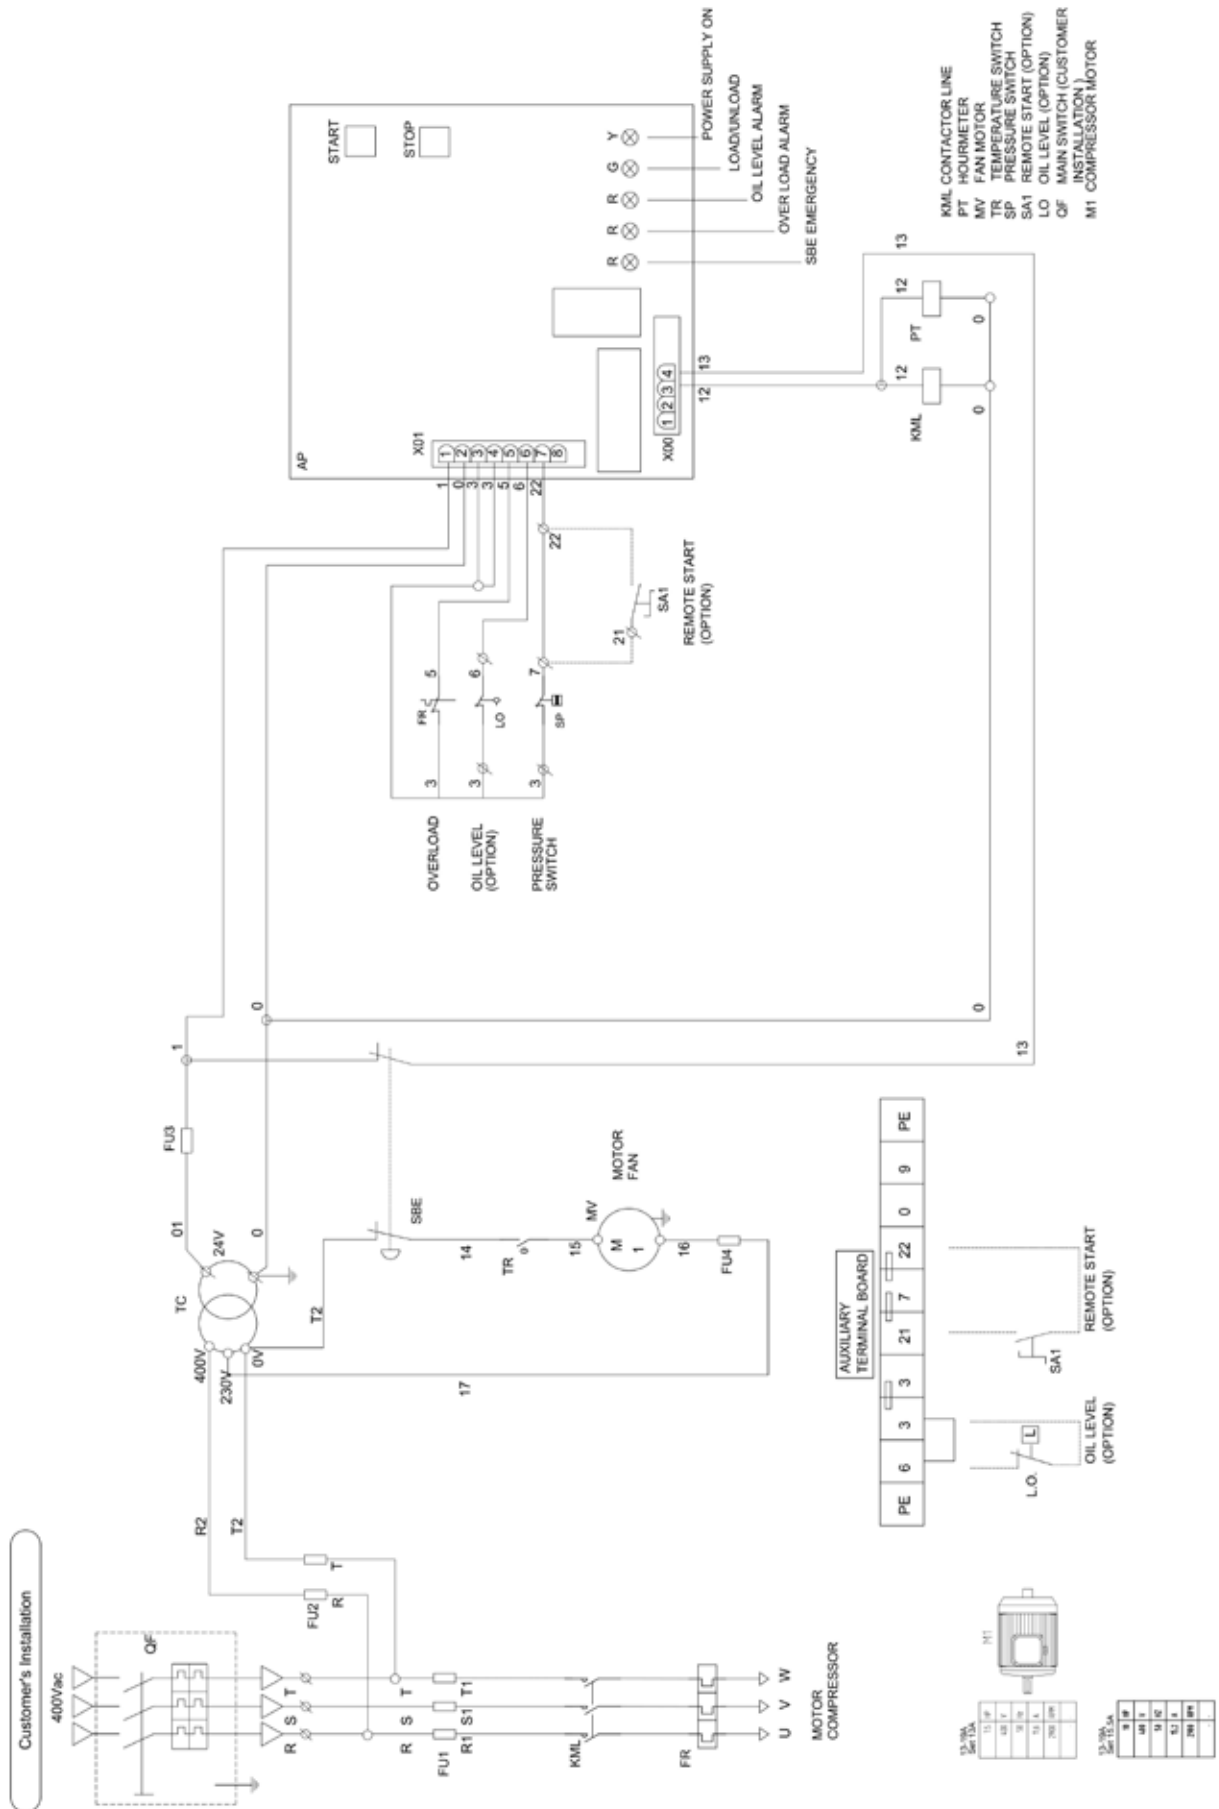 Customer's Installation
400Vac
QF
R
S
T
R
S
T
FU1
R1
S1
T1
KML
FR
U
V
W
MOTOR
COMPRESSOR
FU2
R
T
R2
T2
400V
230V
0V
TC
24V
01
0
FU3
1
0
T2
SBE
14
TR
15
MV
M
1
MOTOR
FAN
16
FU4
17
13
0
OVERLOAD
OIL LEVEL
(OPTION)
PRESSURE
SWITCH
3
FR
5
3
LO
6
3
SP
7
22
21
SA1
REMOTE START
(OPTION)
AP
X01
1
2
3
4
5
6
7
8
1
0
3
3
5
6
22
START
STOP
X00
1
2
3
4
12
13
R
R
R
G
Y
POWER SUPPLY ON
LOAD/UNLOAD
OIL LEVEL ALARM
OVER LOAD ALARM
SBE EMERGENCY
13
12
12
KML
PT
0
0
KML CONTACTOR LINE
PT HOURMETER
MV FAN MOTOR
TR TEMPERATURE SWITCH
SP PRESSURE SWITCH
SA1 REMOTE START (OPTION)
LO OIL LEVEL (OPTION)
QF MAIN SWITCH (CUSTOMER
INSTALLATION )
M1 COMPRESSOR MOTOR
AUXILIARY
TERMINAL BOARD
PE
6
3
3
21
7
22
0
9
PE
L.O.
L
OIL LEVEL
(OPTION)
SA1
REMOTE START
(OPTION)
M1